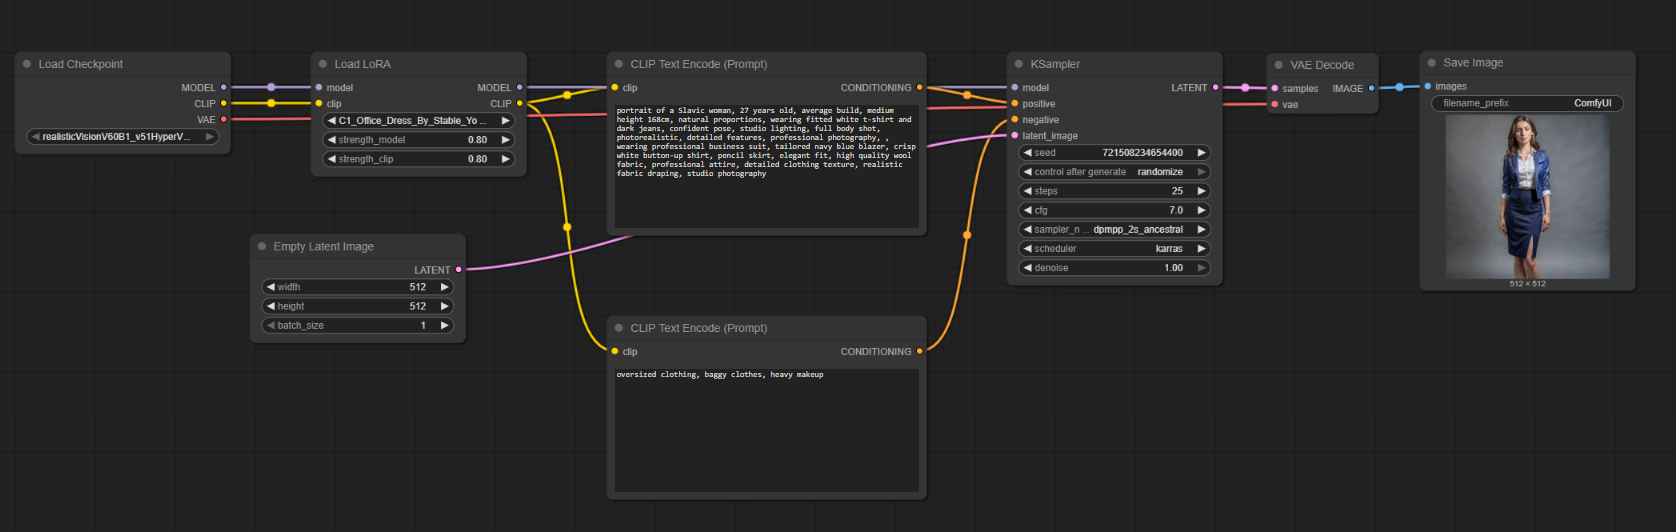 Load Checkpoint
MODEL
CLIP
VAE
realisticVisionV60B1_v51HyperV...
Load LoRA
model MODEL
clip CLIP
C1_Office_Dress_By_Stable_Yo ...
strength_model 0.80
strength_clip 0.80
Empty Latent Image
LATENT
width 512
height 512
batch_size 1
CLIP Text Encode (Prompt)
clip CONDITIONING
portrait of a Slavic woman, 27 years old, average build, medium
height 168cm, natural proportions, wearing fitted white t-shirt and
dark jeans, confident pose, studio lighting, full body shot,
photorealistic, detailed features, professional photography, ,
wearing professional business suit, tailored navy blue blazer, crisp
white button-up shirt, pencil skirt, elegant fit, high quality wool
fabric, professional attire, detailed clothing texture, realistic
fabric draping, studio photography
CLIP Text Encode (Prompt)
clip CONDITIONING
oversized clothing, baggy clothes, heavy makeup
KSampler
model LATENT
positive
negative
latent_image
seed 721508234654400
control after generate randomize
steps 25
cfg 7.0
sampler_n ... dpmpp_2s_ancestral
scheduler karras
denoise 1.00
VAE Decode
samples IMAGE
vae
Save Image
images
filename_prefix ComfyUI
512 × 512